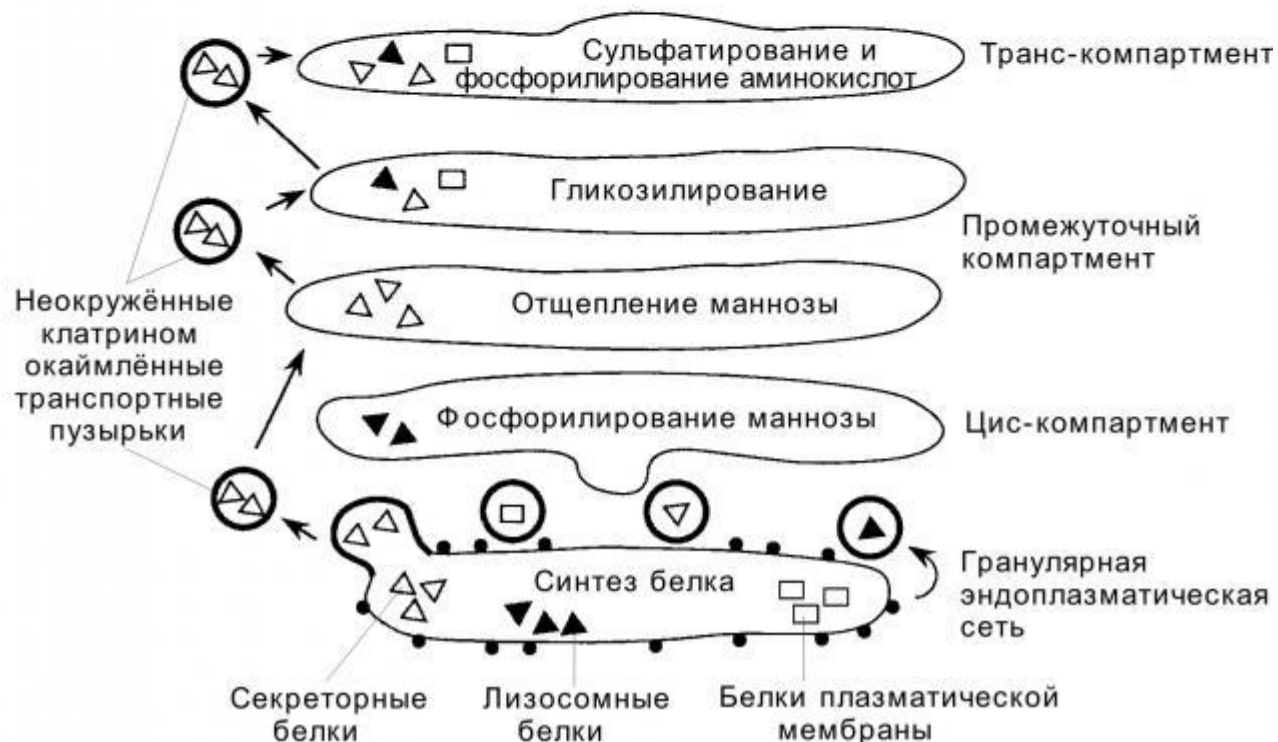 Сульфатирование и
фосфорилирование аминокислот
Транс-компартмент
Гликозилирование
Промежуточный
компартмент
Отщепление маннозы
Неокружённые
клатрином
окаймлённые
транспортные
пузырьки
Фосфорилирование маннозы
Цис-компартмент
Синтез белка
Гранулярная
эндоплазматическая
сеть
Секреторные
белки
Лизосомные
белки
Белки плазматической
мембраны